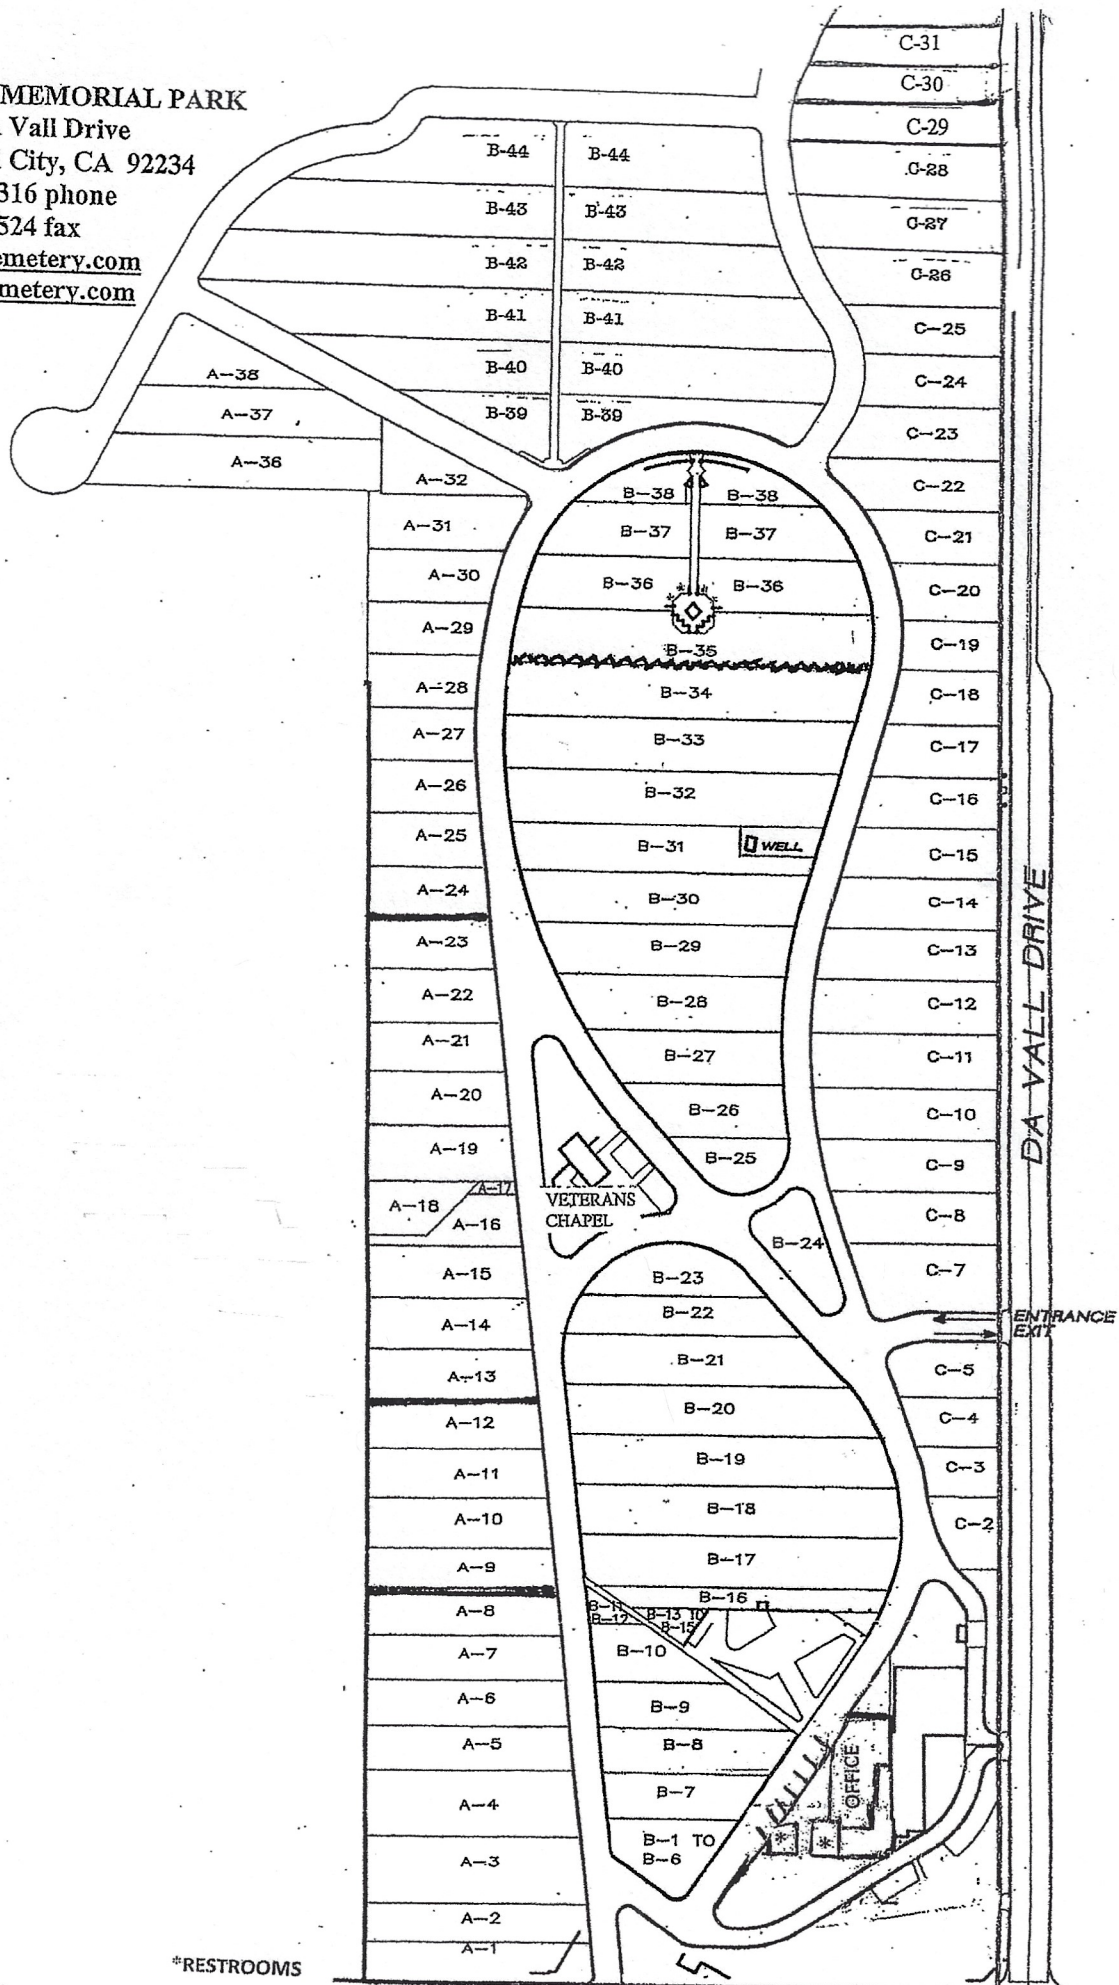 MEMORIAL PARK
Vall Drive
City, CA 92234
316 phone
524 fax
emetery.com
metery.com
C-31
C-30
C-29
C-28
C-27
C-26
C-25
C-24
C-23
C-22
C-21
C-20
C-19
C-18
C-17
C-16
C-15
C-14
C-13
C-12
C-11
C-10
C-9
C-8
C-7
C-5
C-4
C-3
C-2
B-44 B-44
B-43 B-43
B-42 B-42
B-41 B-41
B-40 B-40
B-39 B-39
B-38 B-38
B-37 B-37
B-36 B-36
B-35
B-34
B-33
B-32
B-31
WELL
B-30
B-29
B-28
B-27
B-26
B-25
B-24
B-23
B-22
B-21
B-20
B-19
B-18
B-17
B-16
B-11
B-12
B-13 TO
B-15
B-10
B-9
B-8
B-7
B-1 TO
B-6
A-38
A-37
A-36
A-32
A-31
A-30
A-29
A-28
A-27
A-26
A-25
A-24
A-23
A-22
A-21
A-20
A-19
A-18
A-17
A-16
A-15
A-14
A-13
A-12
A-11
A-10
A-9
A-8
A-7
A-6
A-5
A-4
A-3
A-2
A-1
VETERANS
CHAPEL
DA VALL DRIVE
ENTRANCE
EXIT
OFFICE
*
*
*RESTROOMS